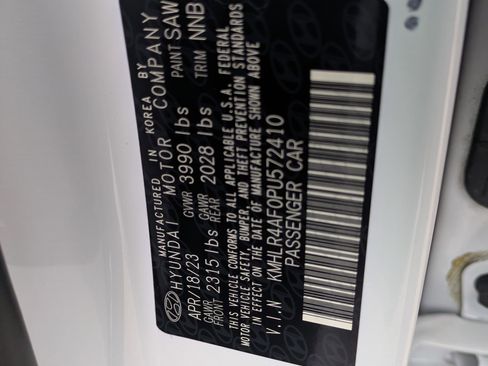 MANUFACTURED IN KOREA BY
HYUNDAI MOTOR COMPANY
APR/18/23 GVWR 3990 lbs PAINT SAW
GAWR FRONT 2315 lbs GAWR REAR 2028 lbs TRIM NNB
THIS VEHICLE CONFORMS TO ALL APPLICABLE U.S.A. FEDERAL
MOTOR VEHICLE SAFETY, BUMPER, AND THEFT PREVENTION STANDARDS
IN EFFECT ON THE DATE OF MANUFACTURE SHOWN ABOVE
V.I.N KMHLR4AF0PU572410
PASSENGER CAR